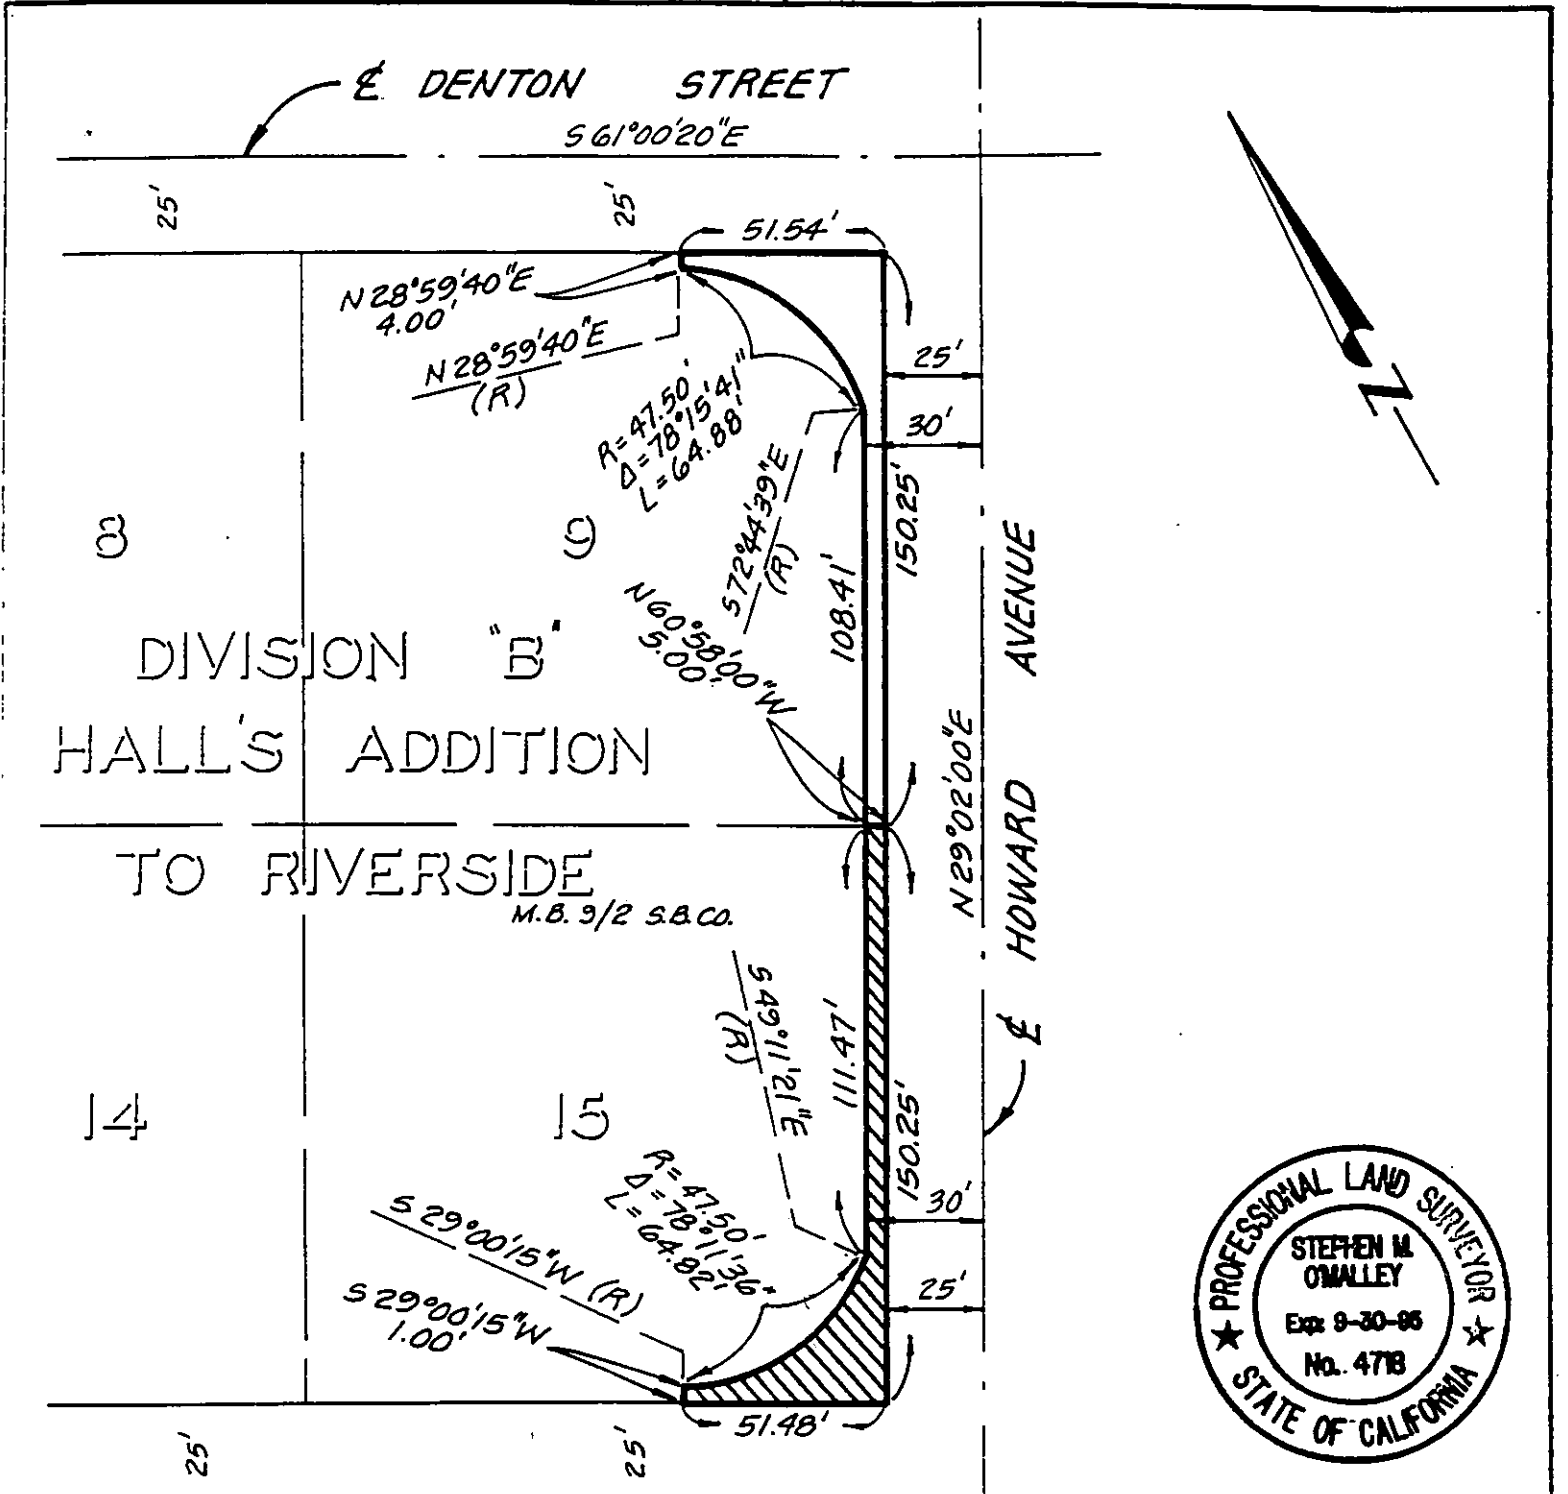 ℄ DENTON STREET
S 61°00'20"E
25'
25'
51.54'
N 28°59'40"E
4.00'
N 28°59'40"E
(R)
25'
30'
R=47.50'
Δ=78°15'41"
L=64.88'
S 72°44'39"E
(R)
8
9
108.41'
150.25'
N 60°58'00"W
5.00'
DIVISION "B"
HALL'S ADDITION
TO RIVERSIDE
M.B. 9/2 S.B.CO.
N 29°02'00"E
℄ HOWARD AVENUE
S 49°11'21"E
(R)
111.47'
150.25'
14
15
R=47.50'
Δ=78°11'36"
L=64.82'
30'
S 29°00'15"W (R)
S 29°00'15"W
1.00'
25'
51.48'
25'
25'
Z
★ PROFESSIONAL LAND SURVEYOR ★
STEPHEN M.
O'MALLEY
Exp. 9-30-95
No. 4718
STATE OF CALIFORNIA